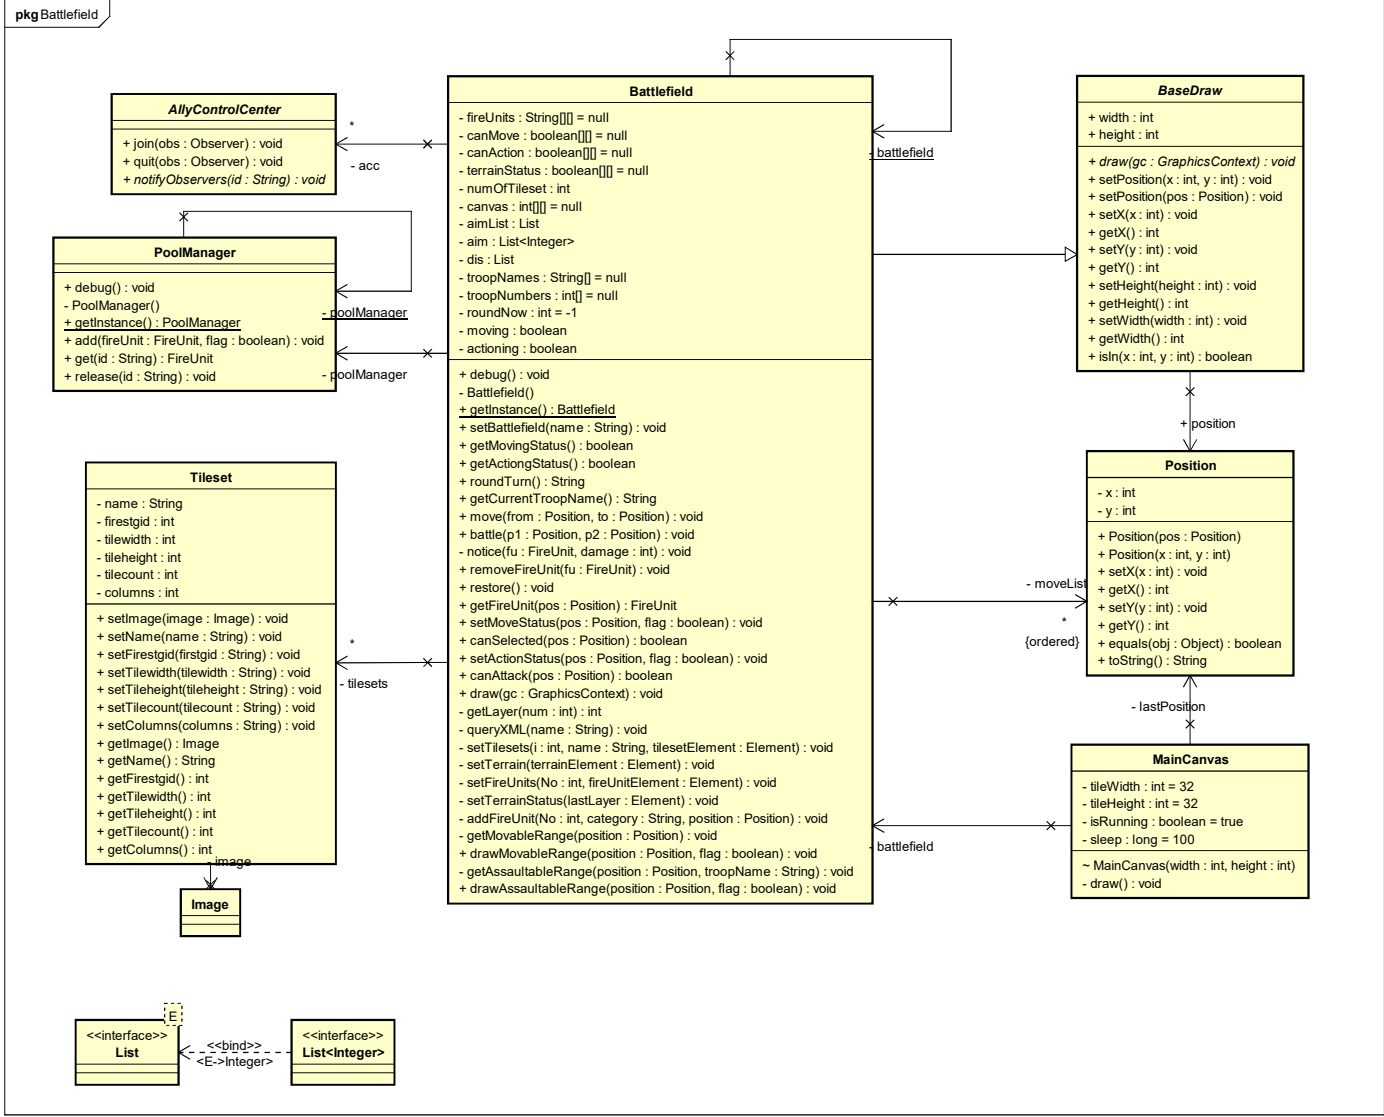 pkg Battlefield
AllyControlCenter
+ join(obs : Observer) : void
+ quit(obs : Observer) : void
+ notifyObservers(id : String) : void
*
- acc
PoolManager
+ debug() : void
- PoolManager()
+ getInstance() : PoolManager
+ add(fireUnit : FireUnit, flag : boolean) : void
+ get(id : String) : FireUnit
+ release(id : String) : void
- poolManager
- poolManager
Tileset
- name : String
- firestgid : int
- tilewidth : int
- tileheight : int
- tilecount : int
- columns : int
+ setImage(image : Image) : void
+ setName(name : String) : void
+ setFirestgid(firstgid : String) : void
+ setTilewidth(tilewidth : String) : void
+ setTileheight(tileheight : String) : void
+ setTilecount(tilecount : String) : void
+ setColumns(columns : String) : void
+ getImage() : Image
+ getName() : String
+ getFirestgid() : int
+ getTilewidth() : int
+ getTileheight() : int
+ getTilecount() : int
+ getColumns() : int
*
- tilesets
- image
Image
Battlefield
- fireUnits : String[][] = null
- canMove : boolean[][] = null
- canAction : boolean[][] = null
- terrainStatus : boolean[][] = null
- numOfTileset : int
- canvas : int[][] = null
- aimList : List
- aim : List<Integer>
- dis : List
- troopNames : String[] = null
- troopNumbers : int[] = null
- roundNow : int = -1
- moving : boolean
- actioning : boolean
+ debug() : void
- Battlefield()
+ getInstance() : Battlefield
+ setBattlefield(name : String) : void
+ getMovingStatus() : boolean
+ getActiongStatus() : boolean
+ roundTurn() : String
+ getCurrentTroopName() : String
+ move(from : Position, to : Position) : void
+ battle(p1 : Position, p2 : Position) : void
- notice(fu : FireUnit, damage : int) : void
+ removeFireUnit(fu : FireUnit) : void
+ restore() : void
+ getFireUnit(pos : Position) : FireUnit
+ setMoveStatus(pos : Position, flag : boolean) : void
+ canSelected(pos : Position) : boolean
+ setActionStatus(pos : Position, flag : boolean) : void
+ canAttack(pos : Position) : boolean
+ draw(gc : GraphicsContext) : void
- getLayer(num : int) : int
- queryXML(name : String) : void
- setTilesets(i : int, name : String, tilesetElement : Element) : void
- setTerrain(terrainElement : Element) : void
- setFireUnits(No : int, fireUnitElement : Element) : void
- setTerrainStatus(lastLayer : Element) : void
- addFireUnit(No : int, category : String, position : Position) : void
- getMovableRange(position : Position) : void
+ drawMovableRange(position : Position, flag : boolean) : void
- getAssaultableRange(position : Position, troopName : String) : void
+ drawAssaultableRange(position : Position, flag : boolean) : void
- battlefield
BaseDraw
+ width : int
+ height : int
+ draw(gc : GraphicsContext) : void
+ setPosition(x : int, y : int) : void
+ setPosition(pos : Position) : void
+ setX(x : int) : void
+ getX() : int
+ setY(y : int) : void
+ getY() : int
+ setHeight(height : int) : void
+ getHeight() : int
+ setWidth(width : int) : void
+ getWidth() : int
+ isIn(x : int, y : int) : boolean
+ position
Position
- x : int
- y : int
+ Position(pos : Position)
+ Position(x : int, y : int)
+ setX(x : int) : void
+ getX() : int
+ setY(y : int) : void
+ getY() : int
+ equals(obj : Object) : boolean
+ toString() : String
- moveList
*
{ordered}
- lastPosition
MainCanvas
- tileWidth : int = 32
- tileHeight : int = 32
- isRunning : boolean = true
- sleep : long = 100
~ MainCanvas(width : int, height : int)
- draw() : void
- battlefield
E
<<interface>>
List
<<bind>>
<E->Integer>
<<interface>>
List<Integer>